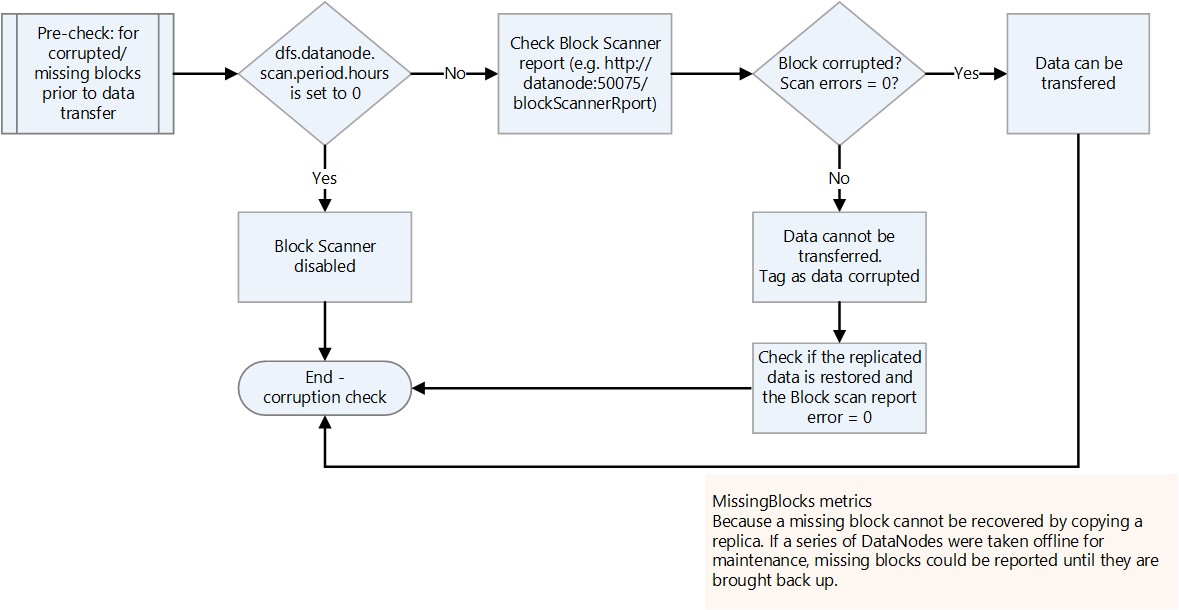 Pre-check: for
corrupted/
missing blocks
prior to data
transfer
dfs.datanode.
scan.period.hours
is set to 0
No
Check Block Scanner
report (e.g. http://
datanode:50075/
blockScannerRport)
Block corrupted?
Scan errors = 0?
Yes
Data can be
transfered
Yes
No
Block Scanner
disabled
Data cannot be
transferred.
Tag as data corrupted
End -
corruption check
Check if the replicated
data is restored and
the Block scan report
error = 0
MissingBlocks metrics
Because a missing block cannot be recovered by copying a
replica. If a series of DataNodes were taken offline for
maintenance, missing blocks could be reported until they are
brought back up.